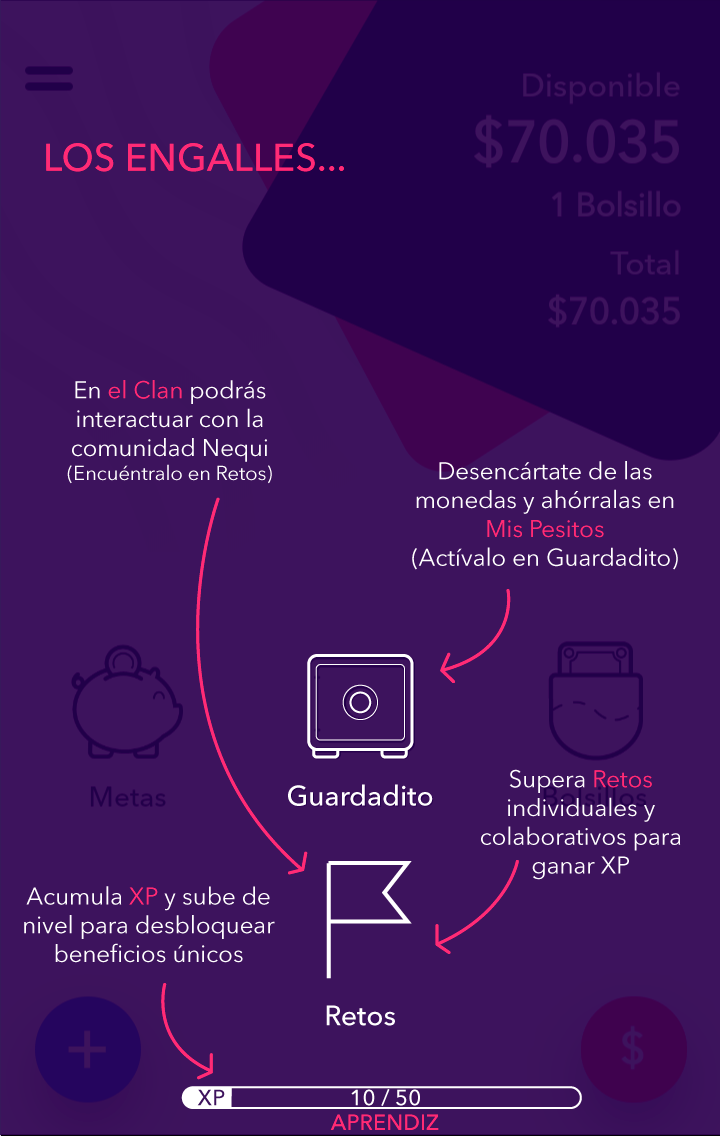 Disponible
$70.035
1 Bolsillo
Total
$70.035
LOS ENGALLES...
En el Clan podrás
interactuar con la
comunidad Nequi
(Encuéntralo en Retos)
Desencártate de las
monedas y ahórralas en
Mis Pesitos
(Actívalo en Guardadito)
Metas
Guardadito
Bolsillos
Supera Retos
individuales y
colaborativos para
ganar XP
Acumula XP y sube de
nivel para desbloquear
beneficios únicos
Retos
+
$
XP 10 / 50
APRENDIZ